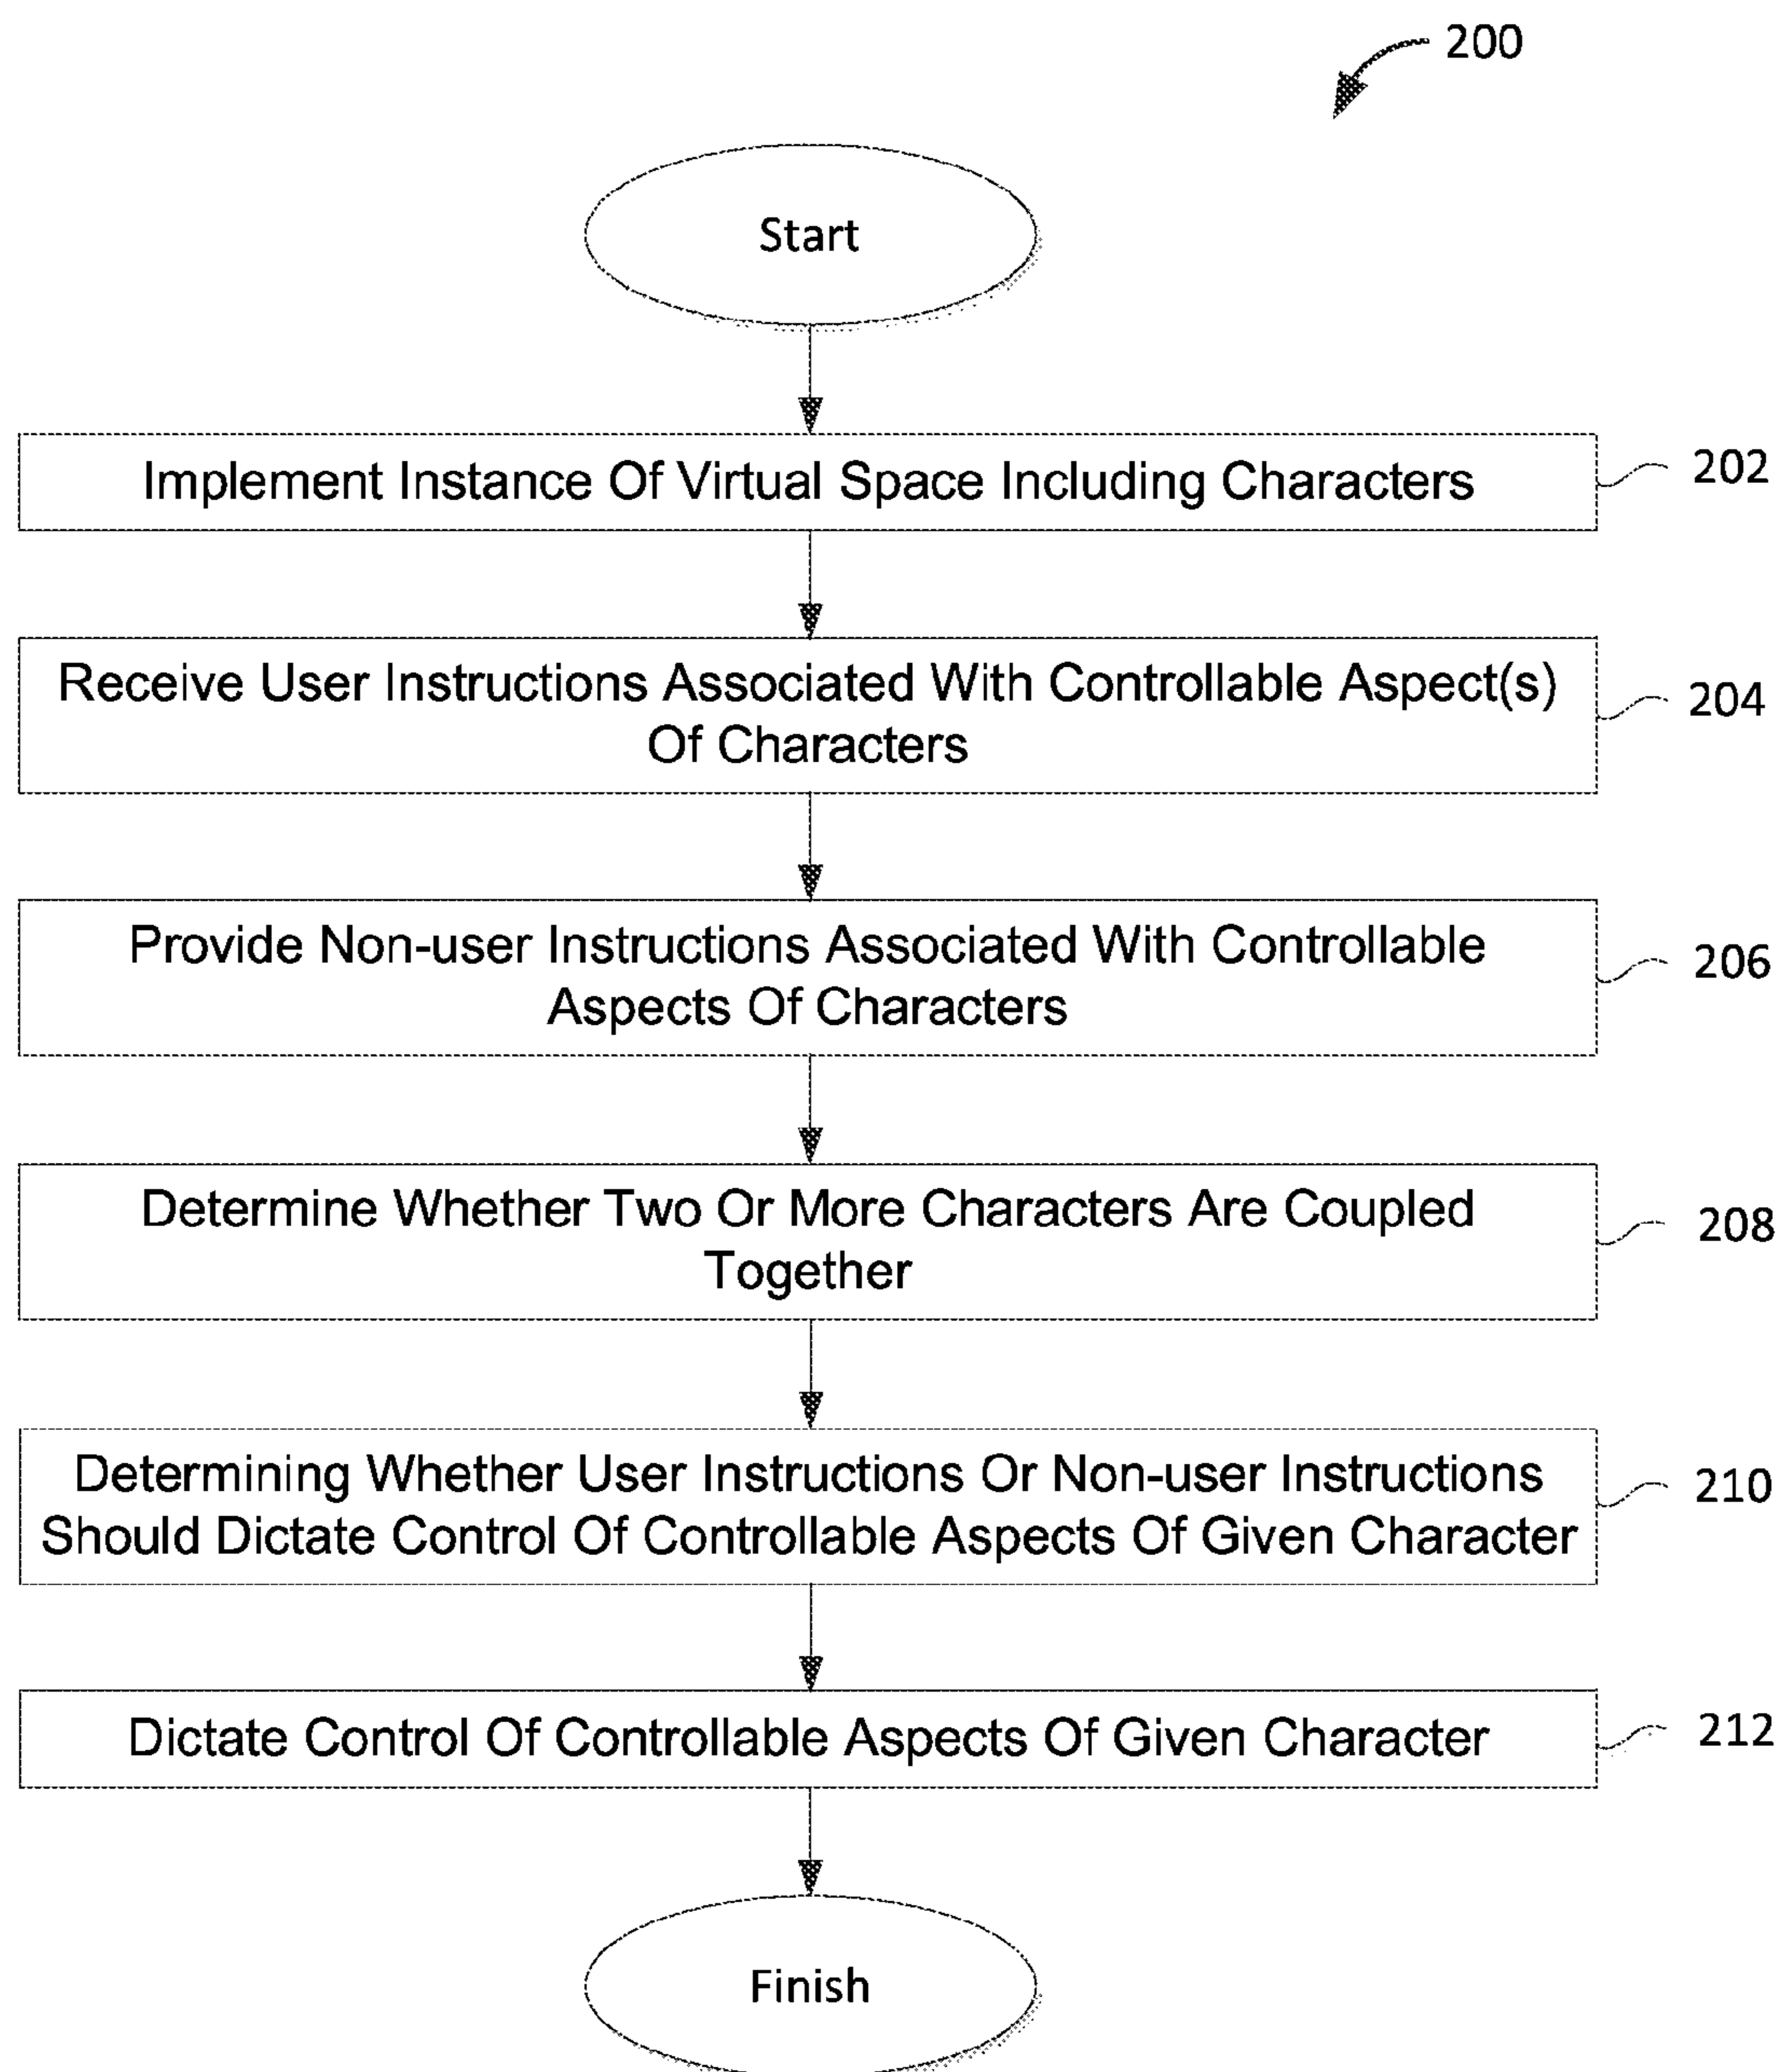 200
Start
Implement Instance Of Virtual Space Including Characters
202
Receive User Instructions Associated With Controllable Aspect(s)
Of Characters
204
Provide Non-user Instructions Associated With Controllable
Aspects Of Characters
206
Determine Whether Two Or More Characters Are Coupled
Together
208
Determining Whether User Instructions Or Non-user Instructions
Should Dictate Control Of Controllable Aspects Of Given Character
210
Dictate Control Of Controllable Aspects Of Given Character
212
Finish